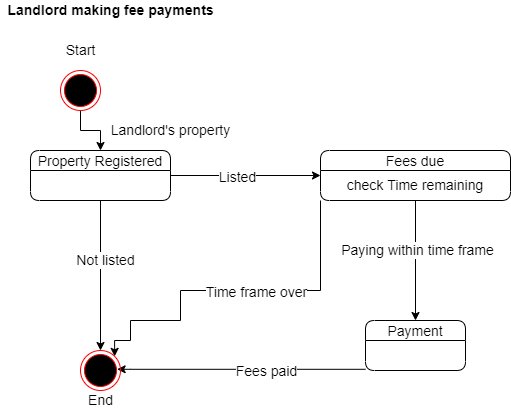 Landlord making fee payments
Start
Landlord's property
Property Registered
Fees due
Listed
check Time remaining
Not listed
Paying within time frame
Time frame over
Payment
Fees paid
End